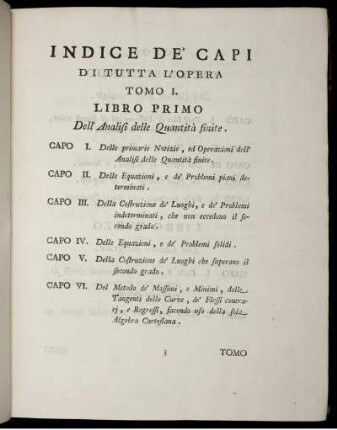 INDICE DE' CAPI
DI TUTTA L'OPERA
TOMO I.
LIBRO PRIMO
Dell' Analisi delle Quantità finite.
CAPO I. Delle primarie Notizie, ed Operazioni dell'
Analisi delle Quantità finite.
CAPO II. Delle Equazioni, e de' Problemi piani de-
terminati.
CAPO III. Della Costruzione de' Luoghi, e de' Problemi
indeterminati, che non eccedono il se-
condo grado.
CAPO IV. Delle Equazioni, e de' Problemi solidi.
CAPO V. Della Costruzione de' Luoghi che superano il
secondo grado.
CAPO VI. Del Metodo de' Massimi, e Minimi, delle
Tangenti delle Curve, de' Flessi contra-
rj, e Regressi, facendo uso della sola
Algebra Cartesiana.
3 TOMO